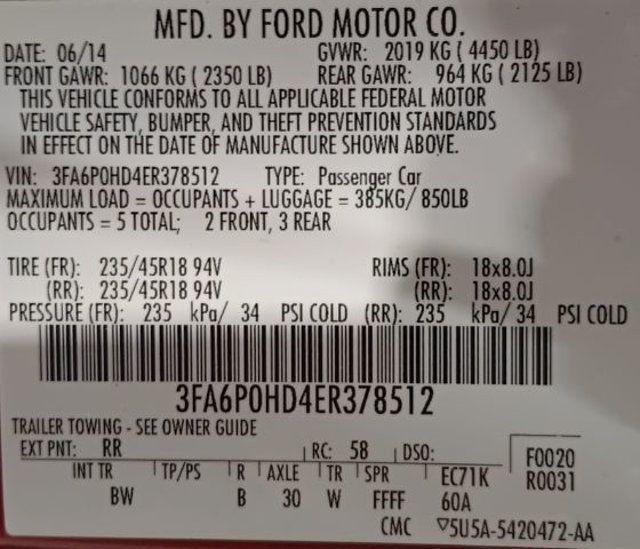 MFD. BY FORD MOTOR CO.
DATE: 06/14 GVWR: 2019 KG ( 4450 LB)
FRONT GAWR: 1066 KG ( 2350 LB) REAR GAWR: 964 KG ( 2125 LB)
THIS VEHICLE CONFORMS TO ALL APPLICABLE FEDERAL MOTOR
VEHICLE SAFETY, BUMPER, AND THEFT PREVENTION STANDARDS
IN EFFECT ON THE DATE OF MANUFACTURE SHOWN ABOVE.
VIN: 3FA6P0HD4ER378512 TYPE: Passenger Car
MAXIMUM LOAD = OCCUPANTS + LUGGAGE = 385KG/ 850LB
OCCUPANTS = 5 TOTAL; 2 FRONT, 3 REAR
TIRE (FR): 235/45R18 94V RIMS (FR): 18x8.0J
(RR): 235/45R18 94V (RR): 18x8.0J
PRESSURE (FR): 235 kPa/ 34 PSI COLD (RR): 235 kPa/ 34 PSI COLD
3FA6P0HD4ER378512
TRAILER TOWING - SEE OWNER GUIDE
EXT PNT: RR RC: 58 DSO: F0020
INT TR TP/PS R AXLE TR SPR EC71K R0031
BW B 30 W FFFF 60A
CMC ▽5U5A-5420472-AA